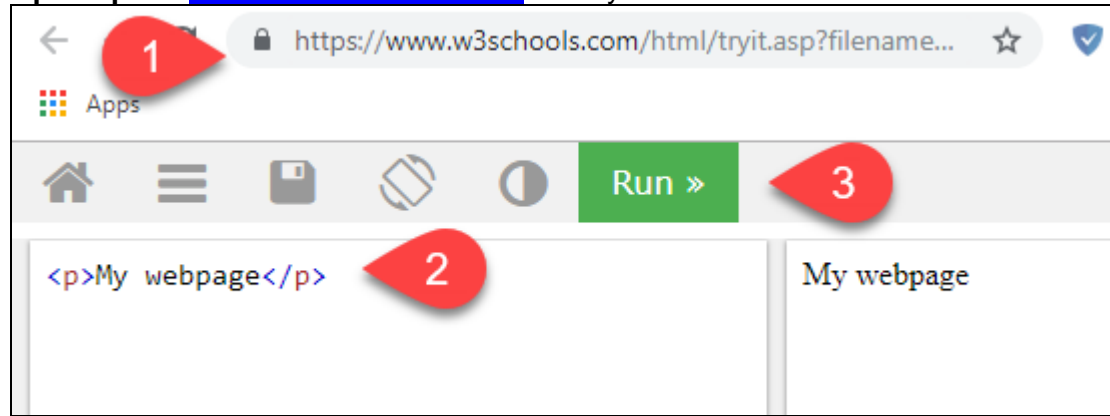 1
https://www.w3schools.com/html/tryit.asp?filename...
Apps
Run »
3
<p>My webpage</p>
2
My webpage